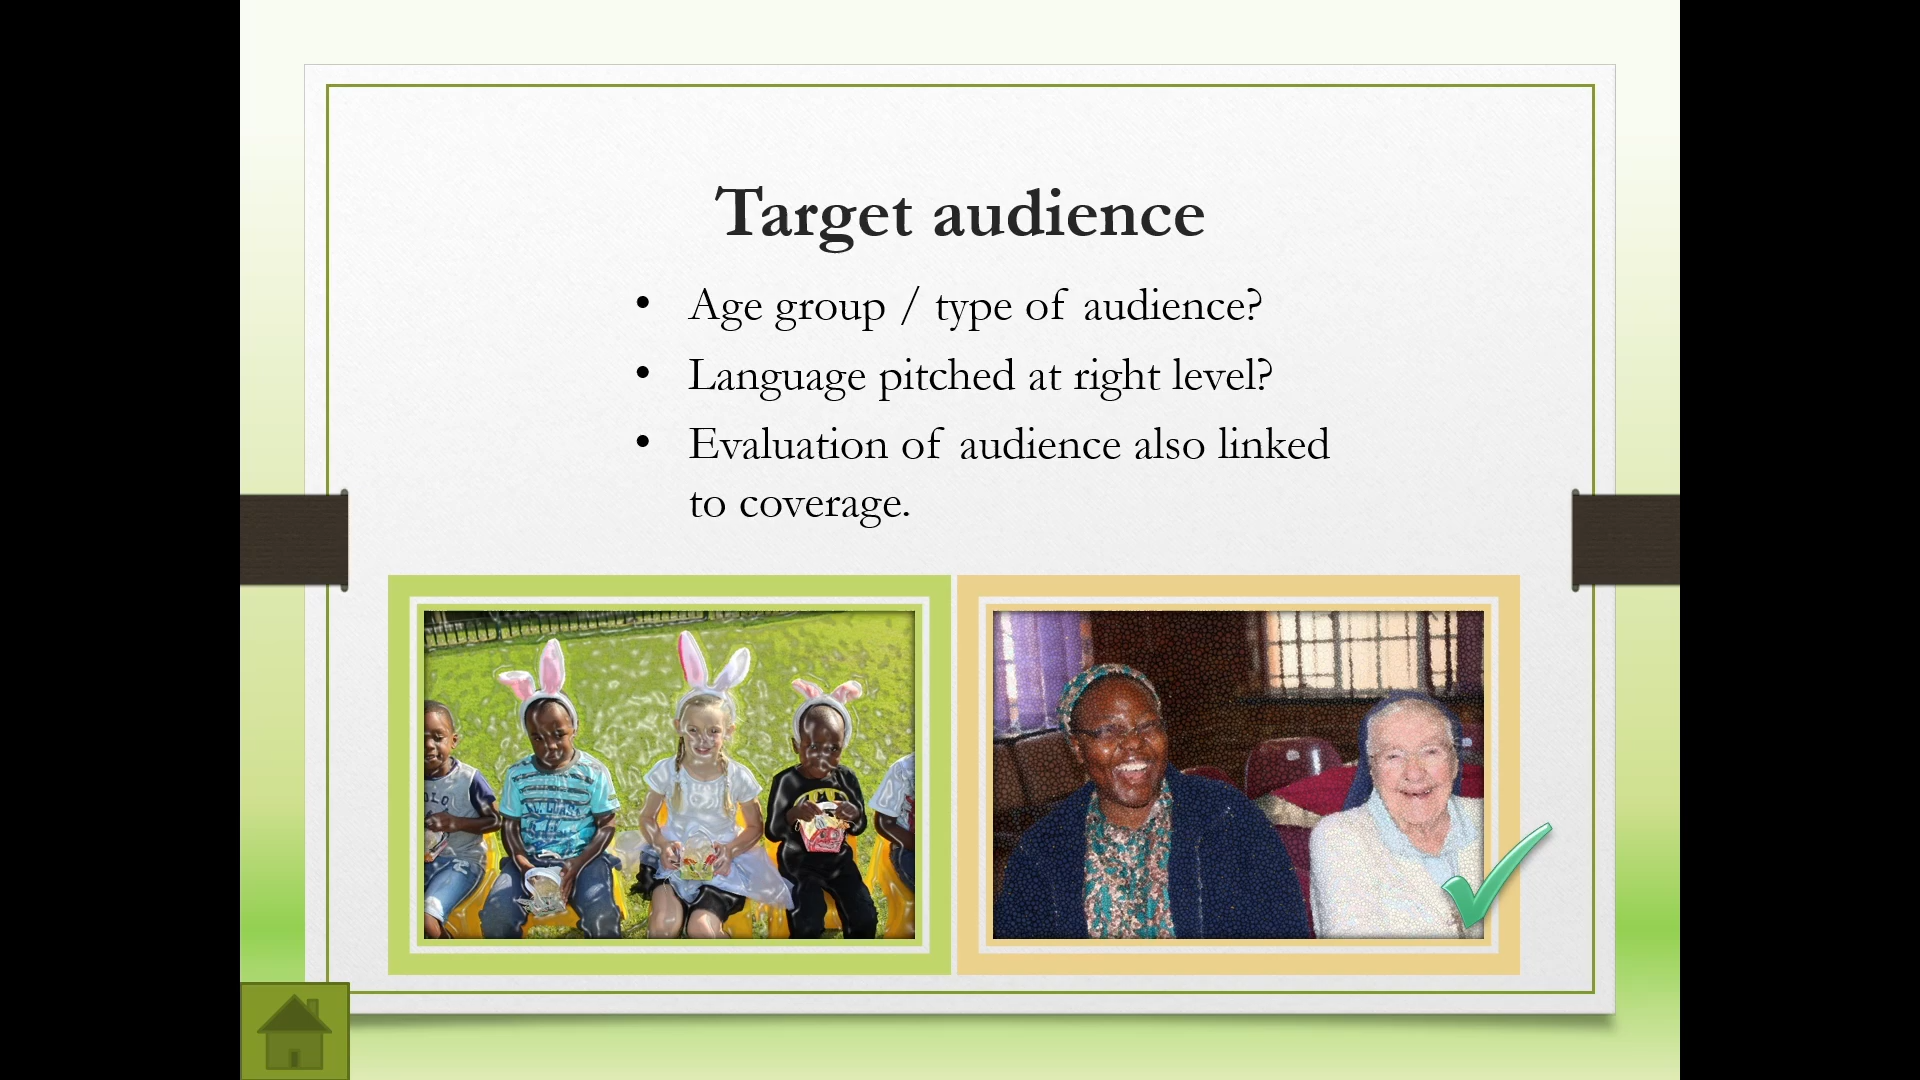 Target audience
• Age group / type of audience?
• Language pitched at right level?
• Evaluation of audience also linked
to coverage.